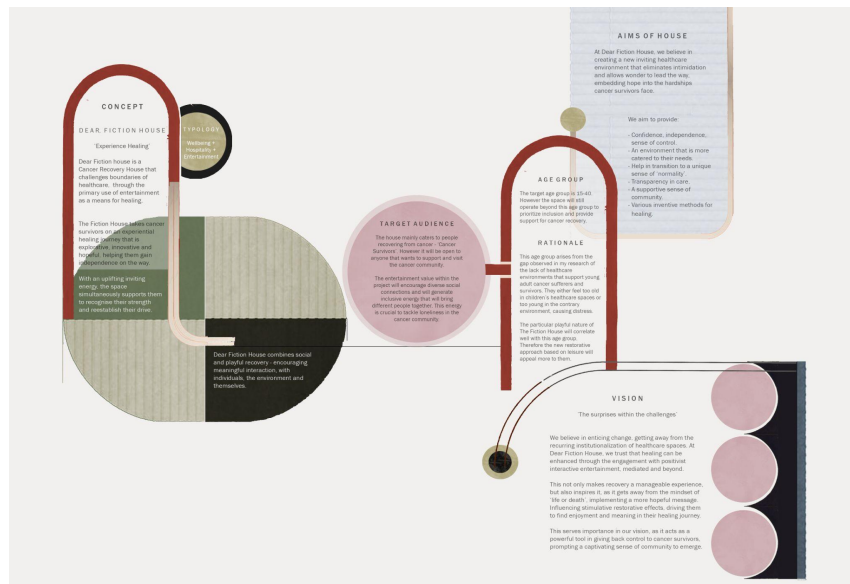 CONCEPT
DEAR FICTION HOUSE
'Experience Healing'
Dear Fiction house is a
Cancer Recovery House that
challenges boundaries of
healthcare, through the
primary use of entertainment
as a means for healing.
The Fiction House takes cancer
survivors on an experiential
healing journey that is
explorative, innovative and
hopeful, helping them gain
independence on the way.
With an uplifting inviting
energy, the space
simultaneously supports them
to recognise their strength
and reestablish their drive.
TYPOLOGY
Wellbeing +
Hospitality +
Entertainment
Dear Fiction House combines social
and playful recovery - encouraging
meaningful interaction, with
individuals, the environment and
themselves.
TARGET AUDIENCE
The house mainly caters to people
recovering from cancer - 'Cancer
Survivors'. However it will be open to
anyone that wants to support and visit
the cancer community.
The entertainment value within the
project will encourage diverse social
connections and will generate
inclusive energy that will bring
different people together. This energy
is crucial to tackle loneliness in the
cancer community.
AGE GROUP
The target age group is 15-40.
However the space will still
operate beyond this age group to
prioritize inclusion and provide
support for cancer recovery.
RATIONALE
This age group arises from the
gap observed in my research of
the lack of healthcare
environments that support young
adult cancer sufferers and
survivors. They either feel too old
in children's healthcare spaces or
too young in the contrary
environment, causing distress.
The particular playful nature of
The Fiction House will correlate
well with this age group.
Therefore the new restorative
approach based on leisure will
appeal more to them.
AIMS OF HOUSE
At Dear Fiction House, we believe in
creating a new inviting healthcare
environment that eliminates intimidation
and allows wonder to lead the way,
embedding hope into the hardships
cancer survivors face.
We aim to provide:
- Confidence, independence,
sense of control.
- An environment that is more
catered to their needs.
- Help in transition to a unique
sense of 'normality'
- Transparency in care.
- A supportive sense of
community.
- Various inventive methods for
healing.
VISION
'The surprises within the challenges'
We believe in enticing change, getting away from the
recurring institutionalization of healthcare spaces. At
Dear Fiction House, we trust that healing can be
enhanced through the engagement with positivist
interactive entertainment, mediated and beyond.
This not only makes recovery a manageable experience,
but also inspires it, as it gets away from the mindset of
'life or death', implementing a more hopeful message.
Influencing stimulative restorative effects, driving them
to find enjoyment and meaning in their healing journey.
This serves importance in our vision, as it acts as a
powerful tool in giving back control to cancer survivors,
prompting a captivating sense of community to emerge.